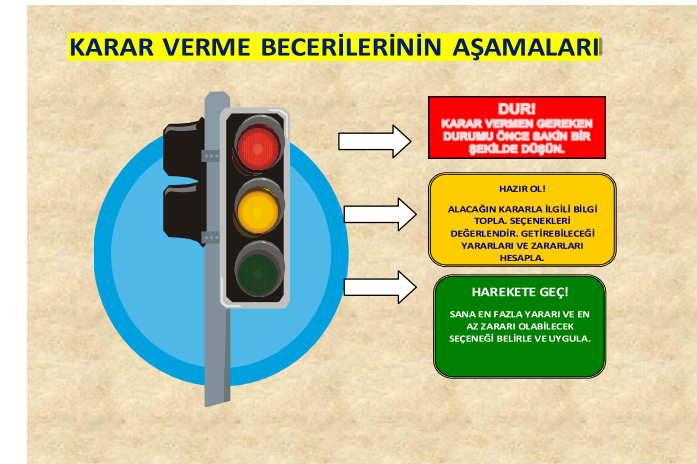 KARAR VERME BECERİLERİNİN AŞAMALARI
DUR!
KARAR VERMEN GEREKEN
DURUMU ÖNCE SAKİN BİR
ŞEKİLDE DÜŞÜN.
HAZIR OL!
ALACAĞIN KARARLA İLGİLİ BİLGİ
TOPLA. SEÇENEKLERİ
DEĞERLENDİR. GETİREBİLECEĞİ
YARARLARI VE ZARARLARI
HESAPLA.
HAREKETE GEÇ!
SANA EN FAZLA YARARI VE EN
AZ ZARARI OLABİLECEK
SEÇENEĞİ BELİRLE VE UYGULA.